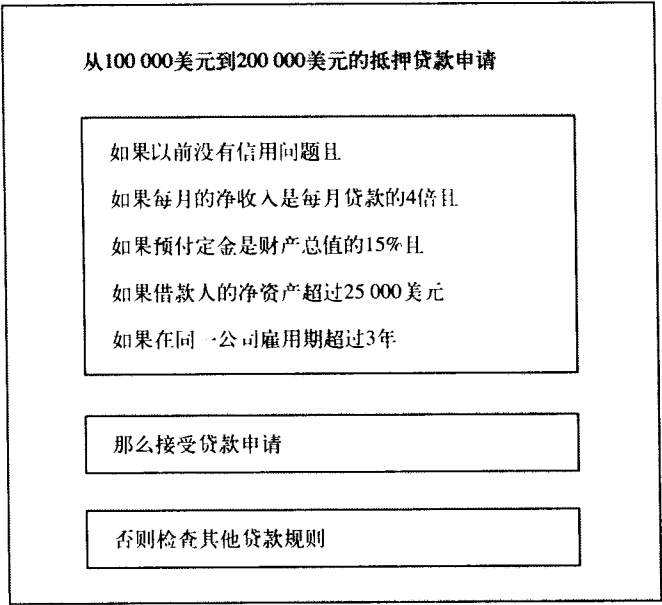 从100 000美元到200 000美元的抵押贷款申请
如果以前没有信用问题且
如果每月的净收入是每月贷款的4倍且
如果预付定金是财产总值的15%且
如果借款人的净资产超过25 000美元
如果在同一公司雇用期超过3年
那么接受贷款申请
否则检查其他贷款规则